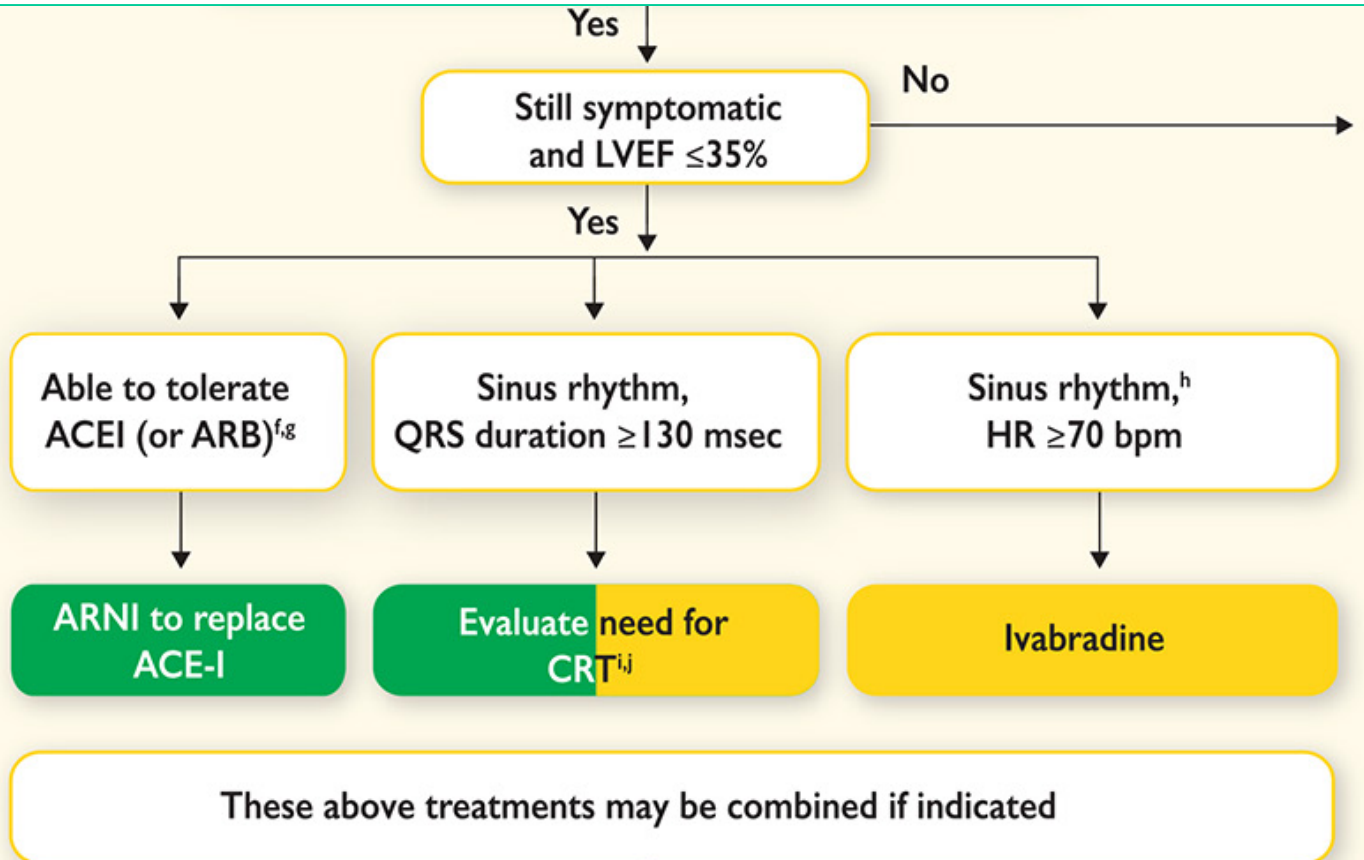 Yes
Still symptomatic
and LVEF ≤35%
No
Yes
Able to tolerate
ACEI (or ARB)f,g
Sinus rhythm,
QRS duration ≥130 msec
Sinus rhythm,h
HR ≥70 bpm
ARNI to replace
ACE-I
Evaluate need for
CRTi,j
Ivabradine
These above treatments may be combined if indicated